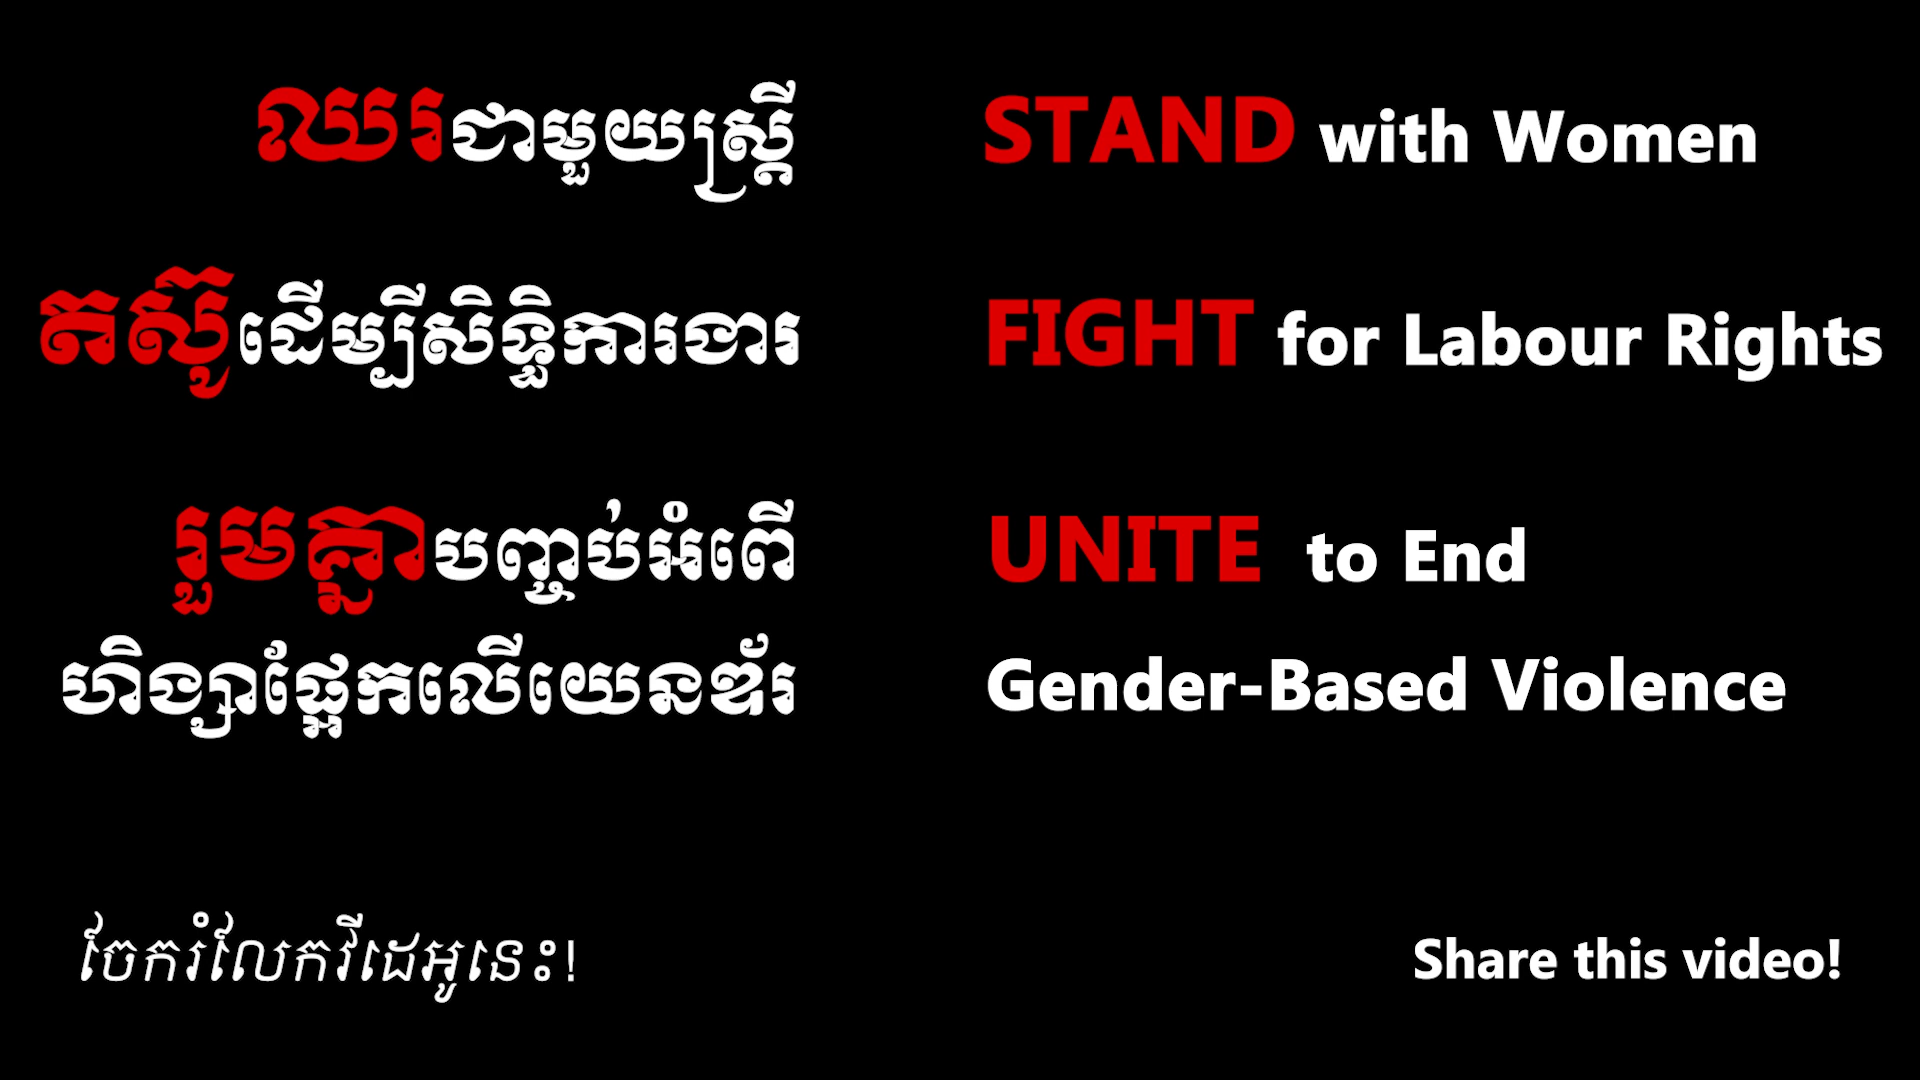 ឈរជាមួយស្ត្រី
STAND with Women
តស៊ូដើម្បីសិទ្ធិការងារ
FIGHT for Labour Rights
រួមគ្នាបញ្ចប់អំពើ
ហិង្សាផ្អែកលើយេនឌ័រ
UNITE to End
Gender-Based Violence
ចែករំលែកវីដេអូនេះ!
Share this video!